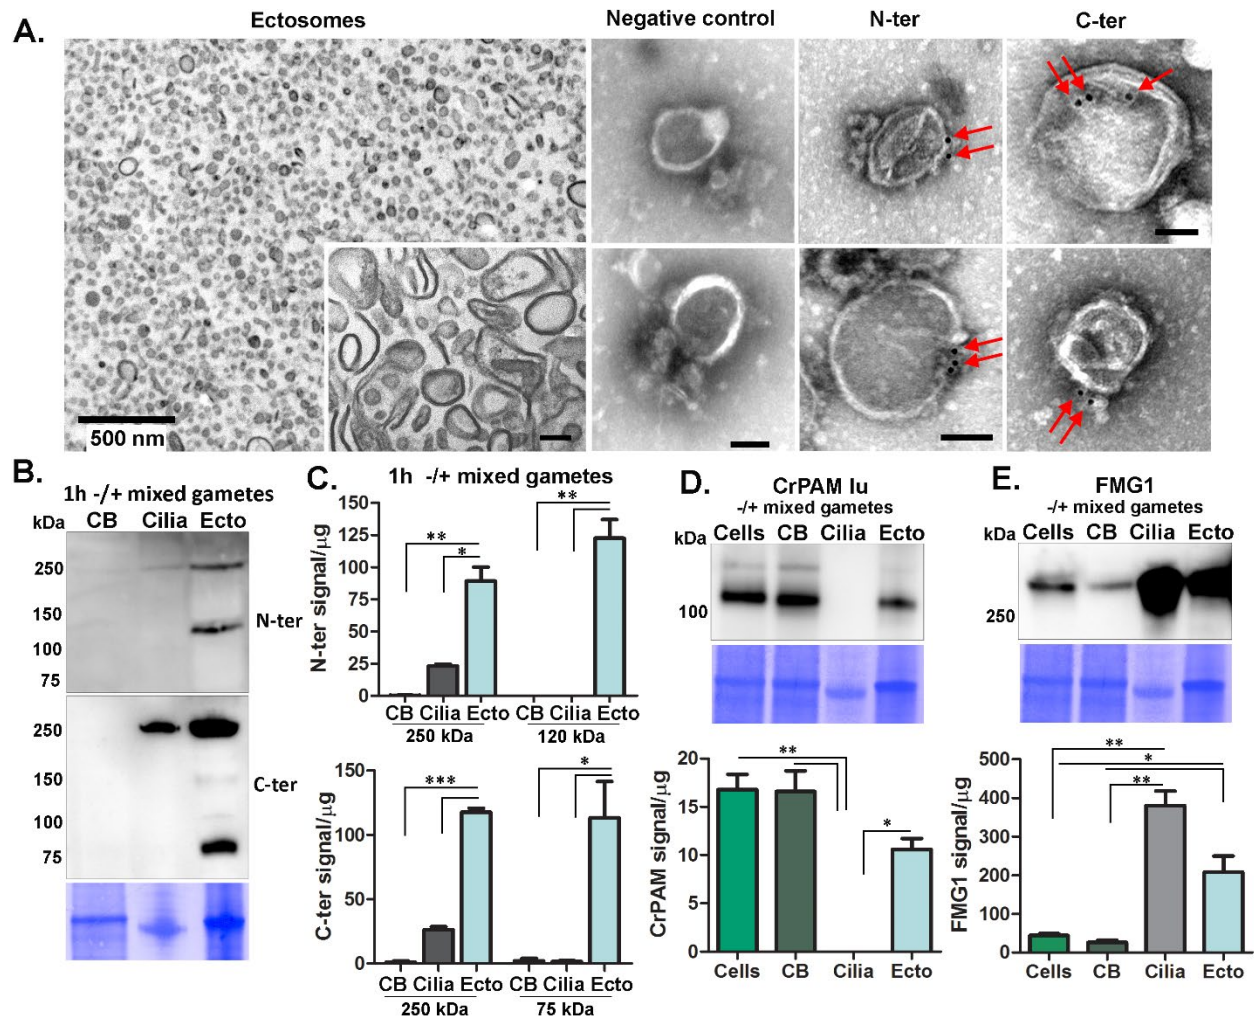 A.
Ectosomes
Negative control
N-ter
C-ter
500 nm
B.
1h -/+ mixed gametes
kDa
CB Cilia Ecto
250
150
100
75
N-ter
250
150
100
75
C-ter
C.
1h -/+ mixed gametes
N-ter signal/µg
150
125
100
75
50
25
0
** * **
CB Cilia Ecto CB Cilia Ecto
250 kDa 120 kDa
C-ter signal/µg
150
100
50
0
*** *
CB Cilia Ecto CB Cilia Ecto
250 kDa 75 kDa
D.
CrPAM lu
-/+ mixed gametes
kDa
Cells CB Cilia Ecto
100
CrPAM signal/µg
20
15
10
5
0
** *
Cells CB Cilia Ecto
E.
FMG1
-/+ mixed gametes
kDa
Cells CB Cilia Ecto
250
FMG1 signal/µg
500
400
300
200
100
0
**
*
**
Cells CB Cilia Ecto